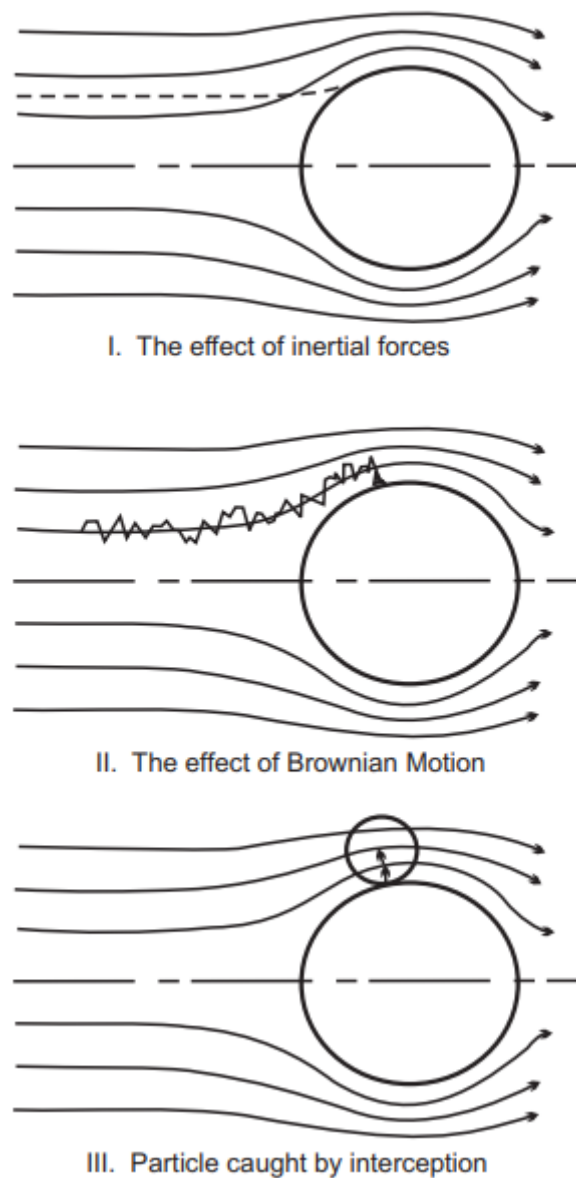 I. The effect of inertial forces
II. The effect of Brownian Motion
III. Particle caught by interception